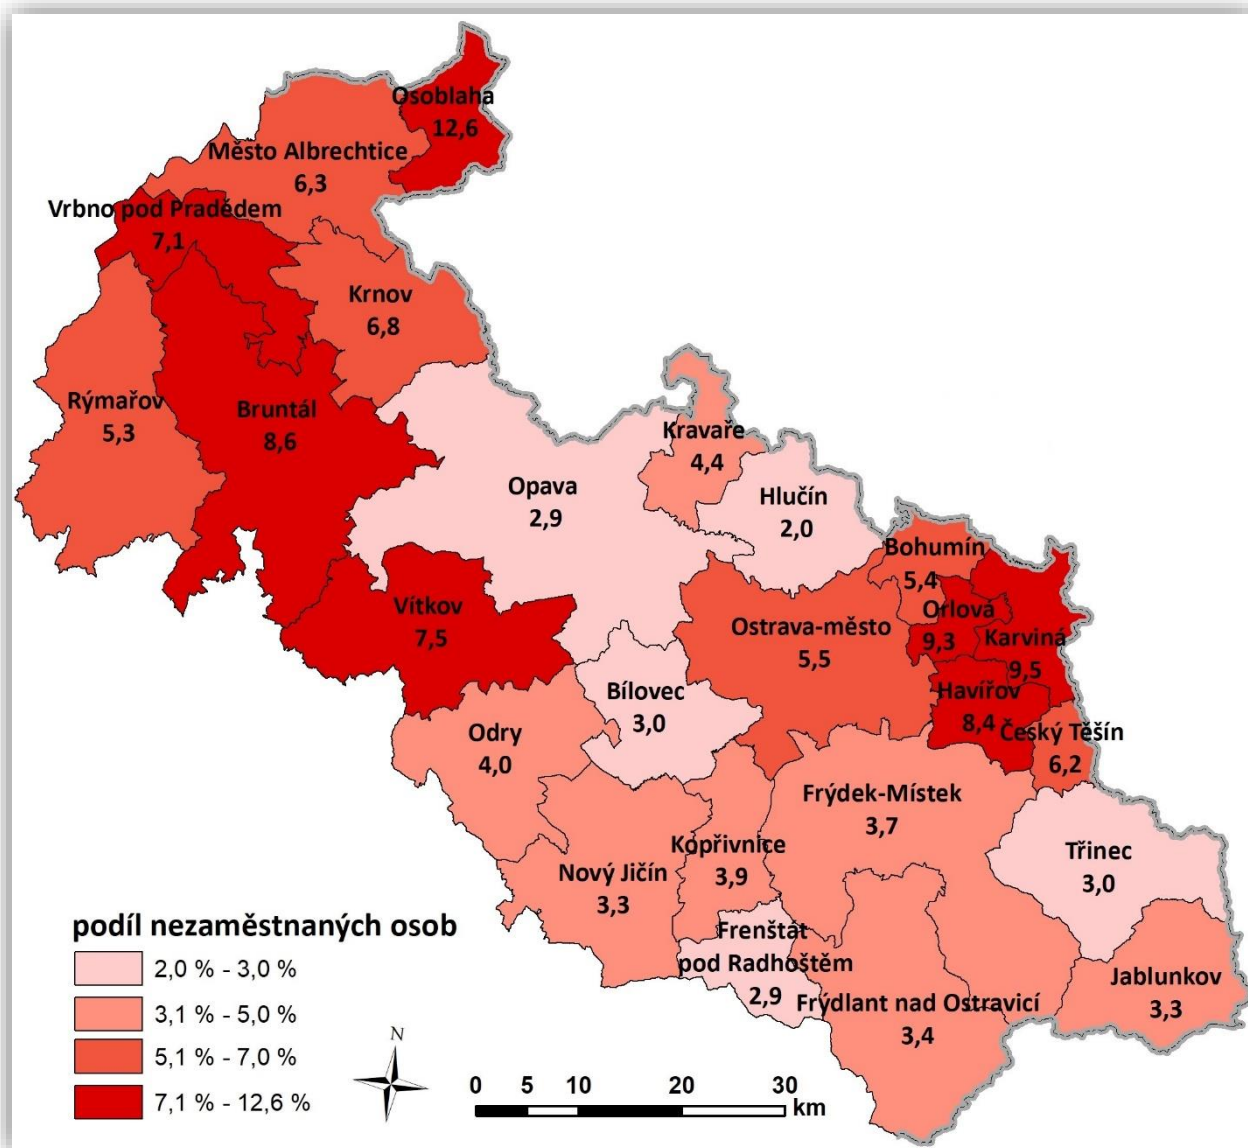 Osoblaha
12,6
Město Albrechtice
6,3
Vrbno pod Pradědem
7,1
Krnov
6,8
Rýmařov
5,3
Bruntál
8,6
Kravaře
4,4
Opava
2,9
Hlučín
2,0
Bohumín
5,4
Orlová
9,3
Karviná
9,5
Vítkov
7,5
Ostrava-město
5,5
Havířov
8,4
Bílovec
3,0
Český Těšín
6,2
Odry
4,0
Frýdek-Místek
3,7
Třinec
3,0
Kopřivnice
3,9
Nový Jičín
3,3
Frenštát
pod Radhoštěm
2,9
Frýdlant nad Ostravicí
3,4
Jablunkov
3,3
podíl nezaměstnaných osob
2,0 % - 3,0 %
3,1 % - 5,0 %
5,1 % - 7,0 %
7,1 % - 12,6 %
N
0 5 10 20 30
km